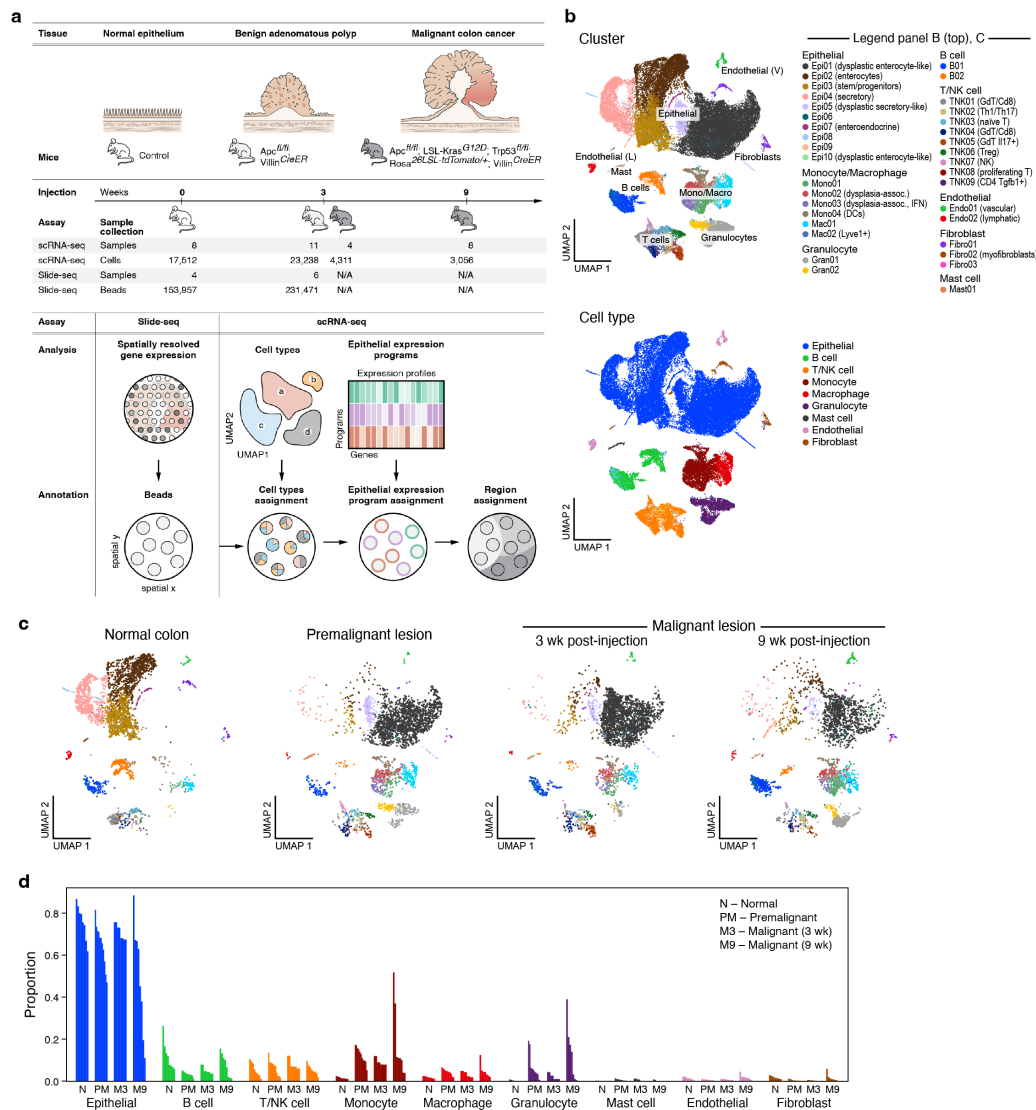 a
Tissue Normal epithelium Benign adenomatous polyp Malignant colon cancer
Mice
Control
Apc fl/fl;
Villin CreER
Apc fl/fl; LSL-Kras G12D; Trp53 fl/fl;
Rosa 26LSL-tdTomato/+; Villin CreER
Injection Weeks 0 3 9
Assay Sample
collection
scRNA-seq Samples 8 11 4 8
scRNA-seq Cells 17,512 23,238 4,311 3,056
Slide-seq Samples 4 6 N/A N/A
Slide-seq Beads 153,957 231,471 N/A N/A
Assay Slide-seq scRNA-seq
Analysis
Spatially resolved
gene expression
Cell types
Epithelial expression
programs
Expression profiles
a
b
c
d
UMAP2
UMAP1
Programs
Genes
Annotation
Beads
Cell types
assignment
Epithelial expression
program assignment
Region
assignment
spatial y
spatial x
b
Cluster
Endothelial (V)
Epithelial
Fibroblasts
Endothelial (L)
Mast
B cells
Mono/Macro
T cells
Granulocytes
UMAP 2
UMAP 1
Legend panel B (top), C
Epithelial
Epi01 (dysplastic enterocyte-like)
Epi02 (enterocytes)
Epi03 (stem/progenitors)
Epi04 (secretory)
Epi05 (dysplastic secretory-like)
Epi06
Epi07 (enteroendocrine)
Epi08
Epi09
Epi10 (dysplastic enterocyte-like)
Monocyte/Macrophage
Mono01
Mono02 (dysplasia-assoc.)
Mono03 (dysplasia-assoc., IFN)
Mono04 (DCs)
Mac01
Mac02 (Lyve1+)
Granulocyte
Gran01
Gran02
B cell
B01
B02
T/NK cell
TNK01 (GdT/Cd8)
TNK02 (Th1/Th17)
TNK03 (naïve T)
TNK04 (GdT/Cd8)
TNK05 (GdT Il17+)
TNK06 (Treg)
TNK07 (NK)
TNK08 (proliferating T)
TNK09 (CD4 Tgfb1+)
Endothelial
Endo01 (vascular)
Endo02 (lymphatic)
Fibroblast
Fibro01
Fibro02 (myofibroblasts)
Fibro03
Mast cell
Mast01
Cell type
UMAP 2
UMAP 1
Epithelial
B cell
T/NK cell
Monocyte
Macrophage
Granulocyte
Mast cell
Endothelial
Fibroblast
c
Normal colon
Premalignant lesion
Malignant lesion
3 wk post-injection
9 wk post-injection
UMAP 2
UMAP 1
UMAP 2
UMAP 1
UMAP 2
UMAP 1
UMAP 2
UMAP 1
d
Proportion
0.8
0.6
0.4
0.2
0.0
N – Normal
PM – Premalignant
M3 – Malignant (3 wk)
M9 – Malignant (9 wk)
N PM M3 M9 N PM M3 M9 N PM M3 M9 N PM M3 M9 N PM M3 M9 N PM M3 M9 N PM M3 M9 N PM M3 M9 N PM M3 M9
Epithelial B cell T/NK cell Monocyte Macrophage Granulocyte Mast cell Endothelial Fibroblast